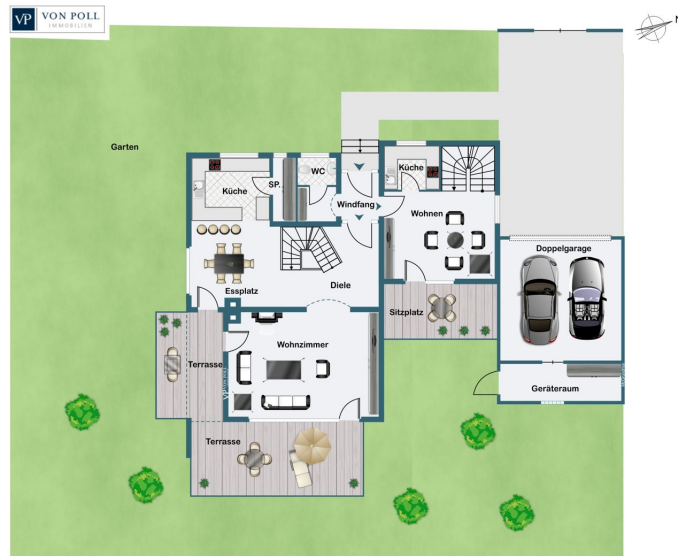 VP
VON POLL
IMMOBILIEN
N
Garten
Küche
SP.
WC
Windfang
Küche
Wohnen
Doppelgarage
Essplatz
Diele
Sitzplatz
Terrasse
Wohnzimmer
Geräteraum
Terrasse